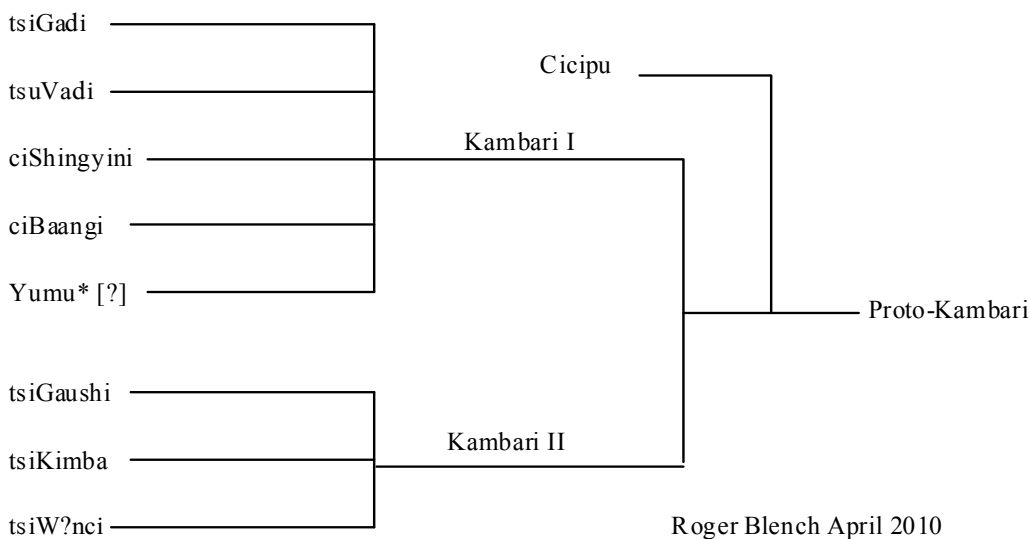 tsiGadi
Cicipu
tsuVadi
Kambari I
ciShingyini
ciBaangi
Yumu* [?]
Proto-Kambari
tsiGaushi
Kambari II
tsiKimba
tsiW?nci
Roger Blench April 2010